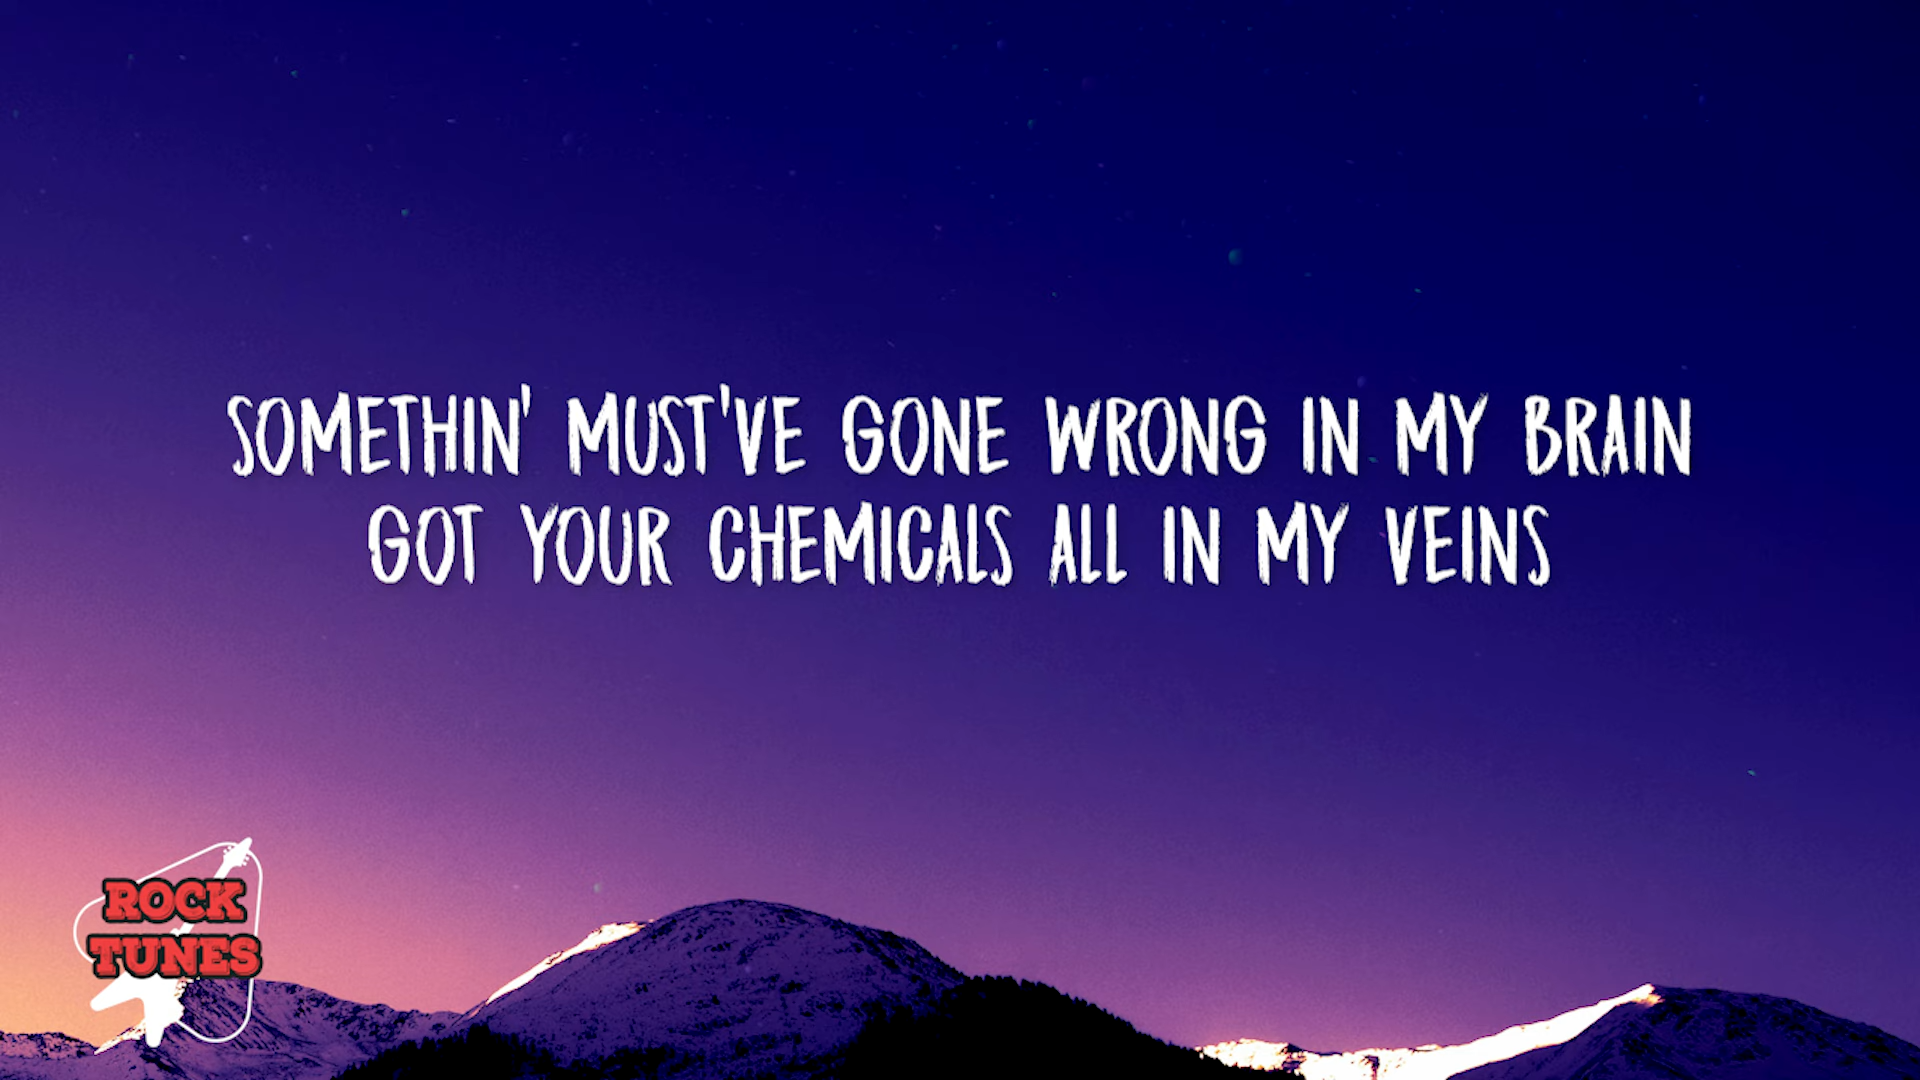 SOMETHIN' MUST'VE GONE WRONG IN MY BRAIN
GOT YOUR CHEMICALS ALL IN MY VEINS
ROCK
TUNES